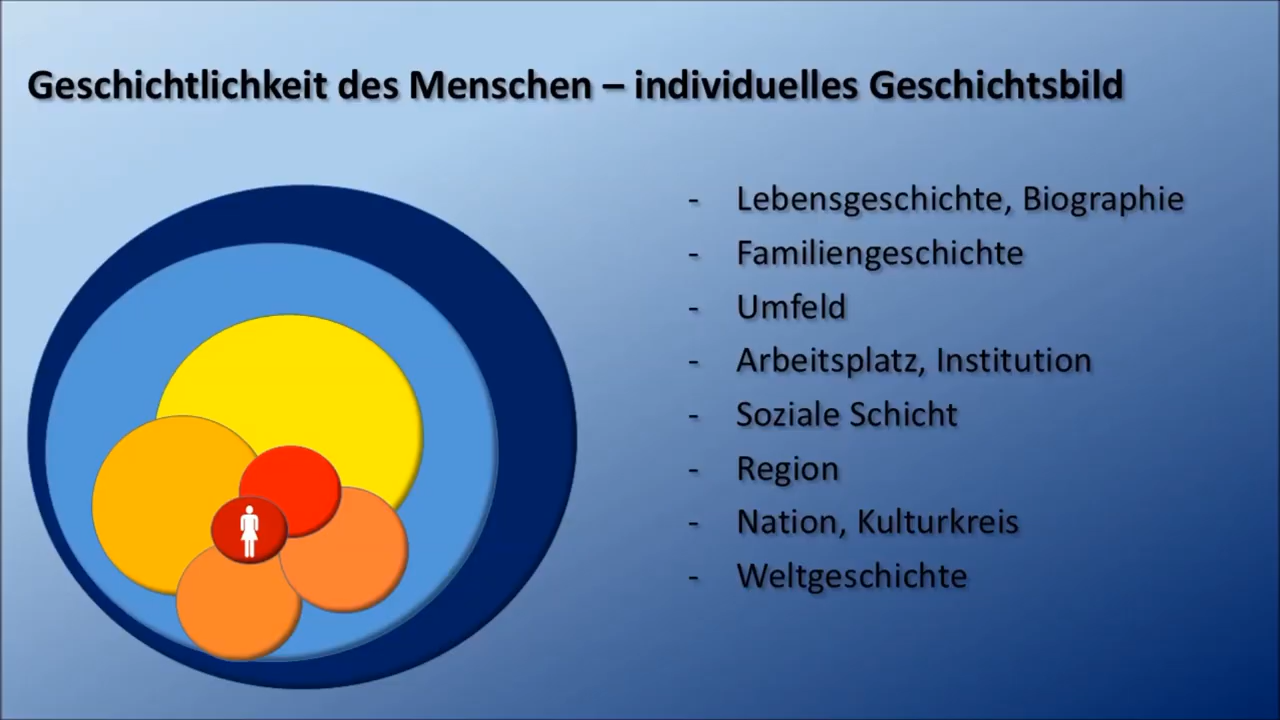 Geschichtlichkeit des Menschen – individuelles Geschichtsbild
- Lebensgeschichte, Biographie
- Familiengeschichte
- Umfeld
- Arbeitsplatz, Institution
- Soziale Schicht
- Region
- Nation, Kulturkreis
- Weltgeschichte